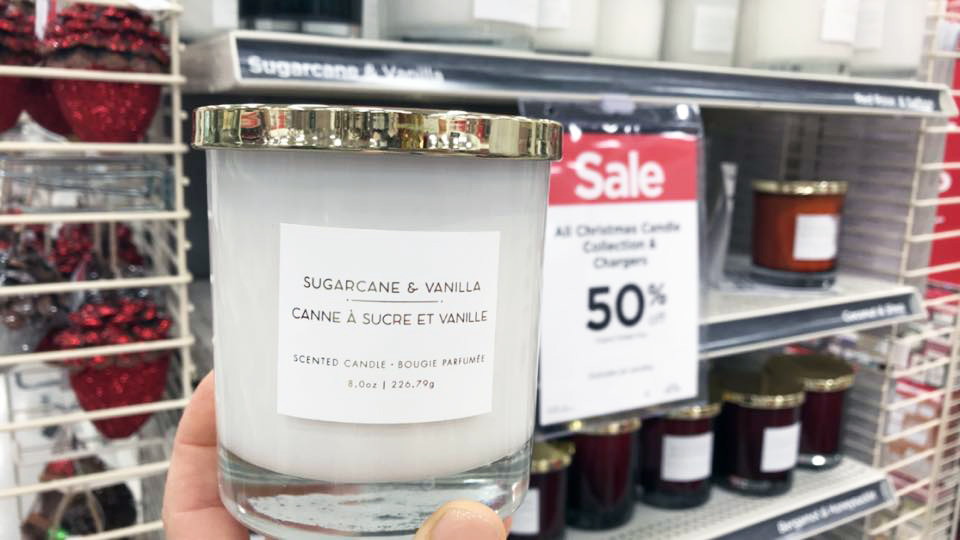 Sugarcane & Vanilla
SUGARCANE & VANILLA
CANNE À SUCRE ET VANILLE
SCENTED CANDLE • BOUGIE PARFUMÉE
8.0oz | 226.79g
Sale
All Christmas Candle
Collection &
Chargers
50%
off